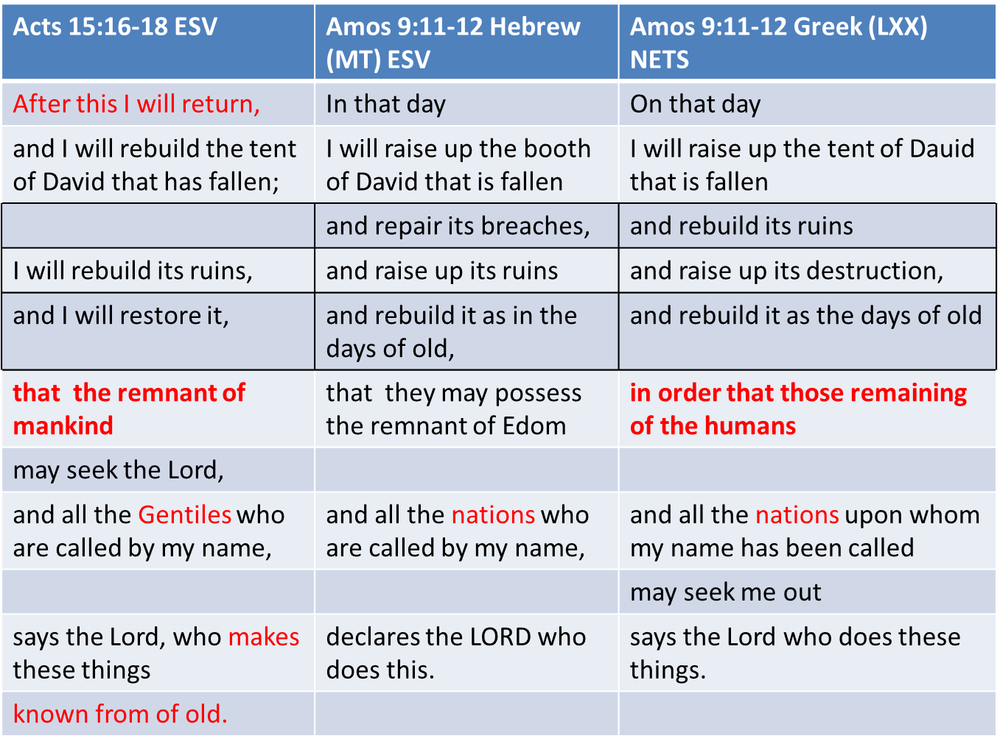 Acts 15:16-18 ESV
Amos 9:11-12 Hebrew
(MT) ESV
Amos 9:11-12 Greek (LXX)
NETS
After this I will return,
In that day
On that day
and I will rebuild the tent
of David that has fallen;
I will raise up the booth
of David that is fallen
I will raise up the tent of Dauid
that is fallen
and repair its breaches,
and rebuild its ruins
I will rebuild its ruins,
and raise up its ruins
and raise up its destruction,
and I will restore it,
and rebuild it as in the
days of old,
and rebuild it as the days of old
that the remnant of
mankind
that they may possess
the remnant of Edom
in order that those remaining
of the humans
may seek the Lord,
and all the Gentiles who
are called by my name,
and all the nations who
are called by my name,
and all the nations upon whom
my name has been called
may seek me out
says the Lord, who makes
these things
declares the LORD who
does this.
says the Lord who does these
things.
known from of old.